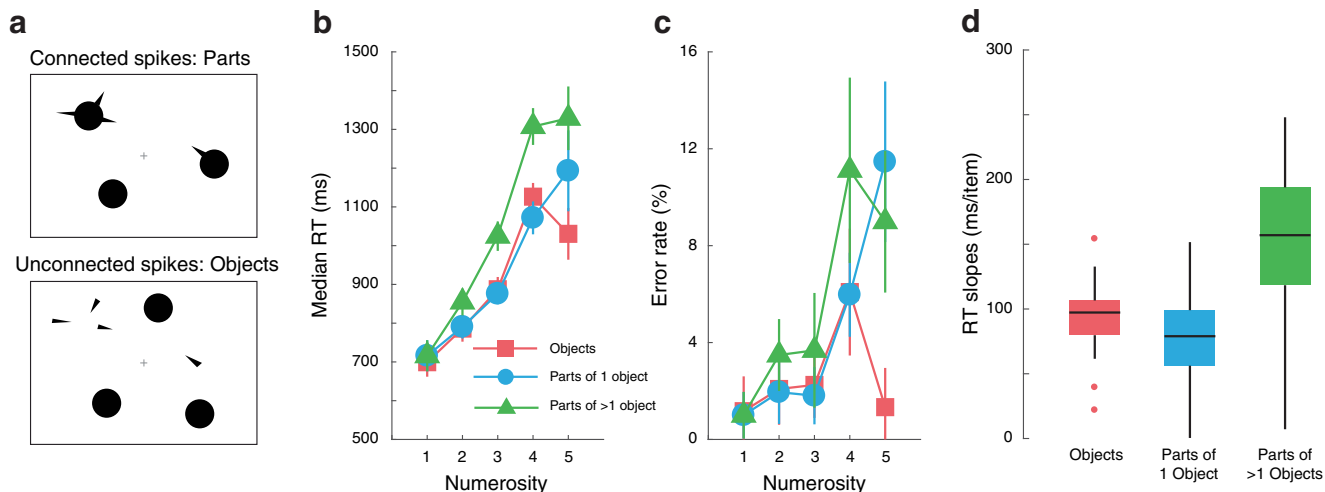 a
Connected spikes: Parts
Unconnected spikes: Objects
b
1500
1300
1100
900
700
500
Median RT (ms)
Objects
Parts of 1 object
Parts of >1 object
1 2 3 4 5
Numerosity
c
16
12
8
4
0
Error rate (%)
1 2 3 4 5
Numerosity
d
300
200
100
0
RT slopes (ms/item)
Objects
Parts of
1 Object
Parts of
>1 Objects